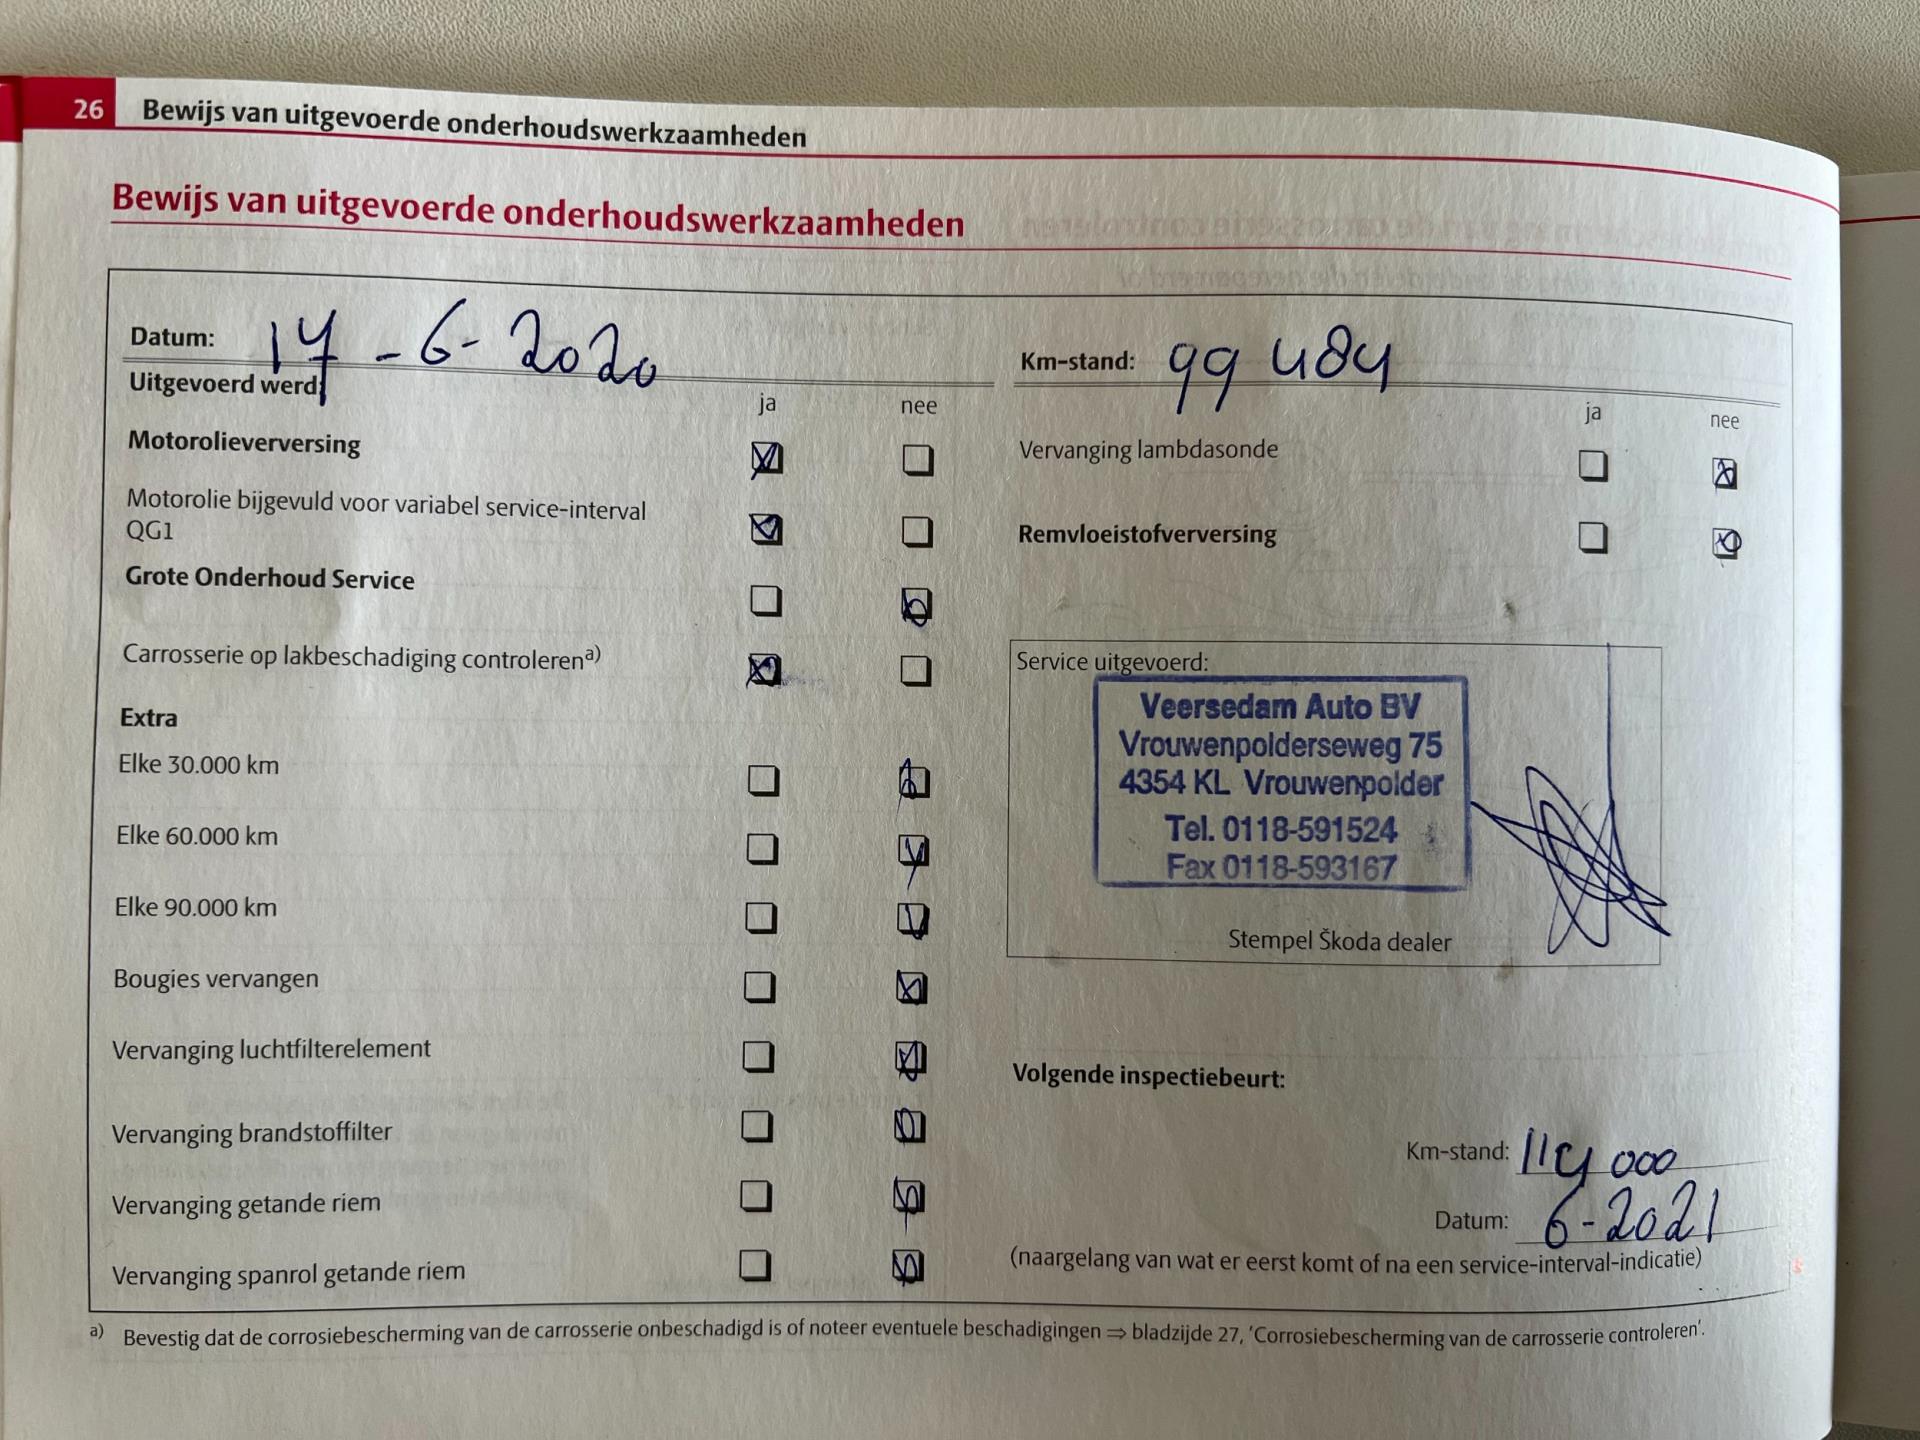 26 Bewijs van uitgevoerde onderhoudswerkzaamheden
Bewijs van uitgevoerde onderhoudswerkzaamheden
Datum: 17-6-2020
Uitgevoerd werd:
ja nee
Motorolieverversing
Motorolie bijgevuld voor variabel service-interval
QG1
Grote Onderhoud Service
Carrosserie op lakbeschadiging controlerena)
Extra
Elke 30.000 km
Elke 60.000 km
Elke 90.000 km
Bougies vervangen
Vervanging luchtfilterelement
Vervanging brandstoffilter
Vervanging getande riem
Vervanging spanrol getande riem
Km-stand: 99 484
ja nee
Vervanging lambdasonde
Remvloeistofverversing
Service uitgevoerd:
Veersedam Auto BV
Vrouwenpolderseweg 75
4354 KL Vrouwenpolder
Tel. 0118-591524
Fax 0118-593167
Stempel Škoda dealer
Volgende inspectiebeurt:
Km-stand: 114 000
Datum: 6-2021
(naargelang van wat er eerst komt of na een service-interval-indicatie)
a) Bevestig dat de corrosiebescherming van de carrosserie onbeschadigd is of noteer eventuele beschadigingen ⇒ bladzijde 27, 'Corrosiebescherming van de carrosserie controleren'.